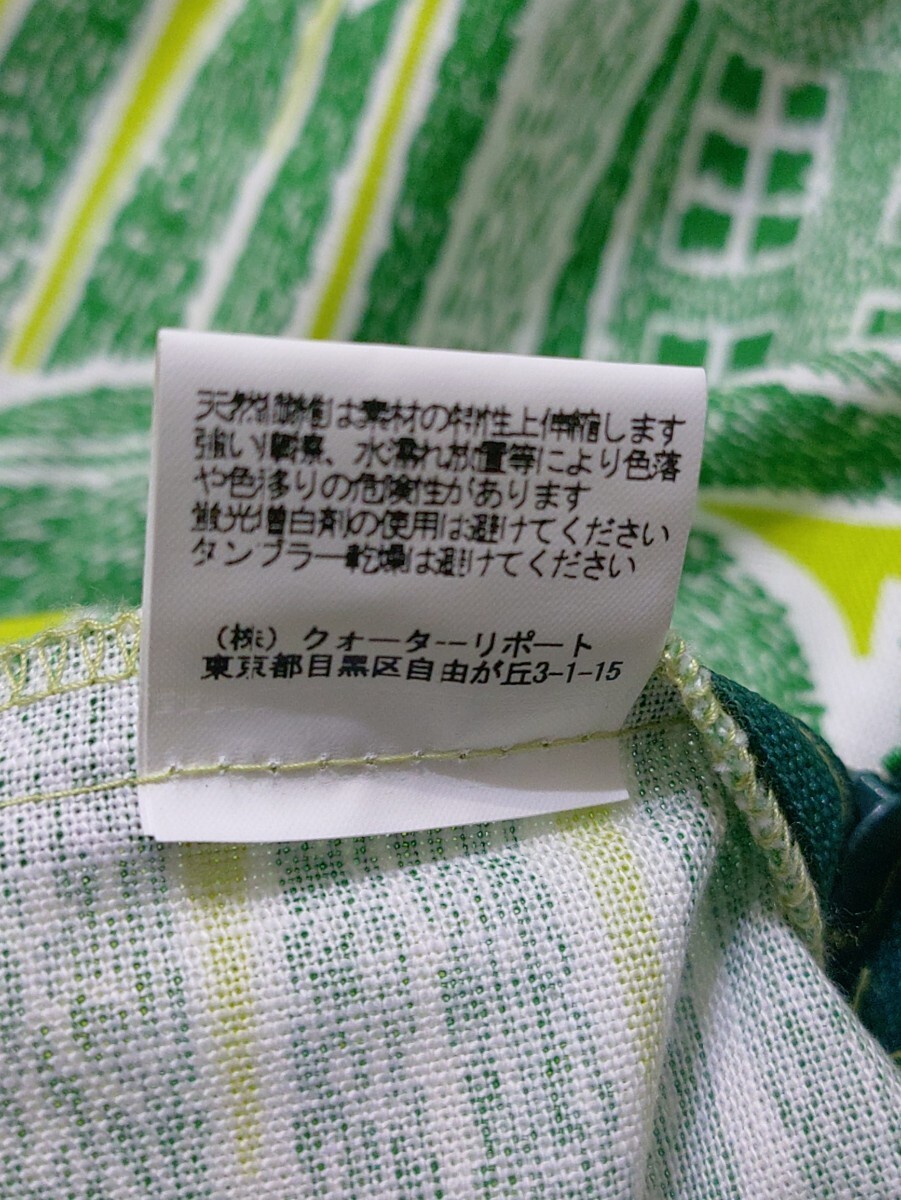 天然繊維は素材の特性上伸縮します
強い摩擦、水濡れ放置等により色落
や色移りの危険性があります
蛍光増白剤の使用は避けてください
タンブラー乾燥は避けてください
（株）クォーターリポート
東京都目黒区自由が丘3-1-15